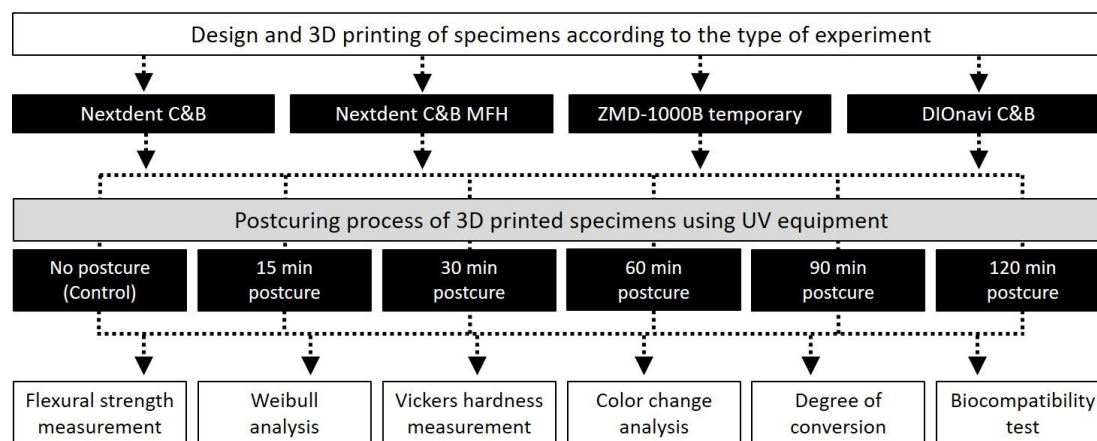 Design and 3D printing of specimens according to the type of experiment
Nextdent C&B
Nextdent C&B MFH
ZMD-1000B temporary
DIOnavi C&B
Postcuring process of 3D printed specimens using UV equipment
No postcure
(Control)
15 min
postcure
30 min
postcure
60 min
postcure
90 min
postcure
120 min
postcure
Flexural strength
measurement
Weibull
analysis
Vickers hardness
measurement
Color change
analysis
Degree of
conversion
Biocompatibility
test